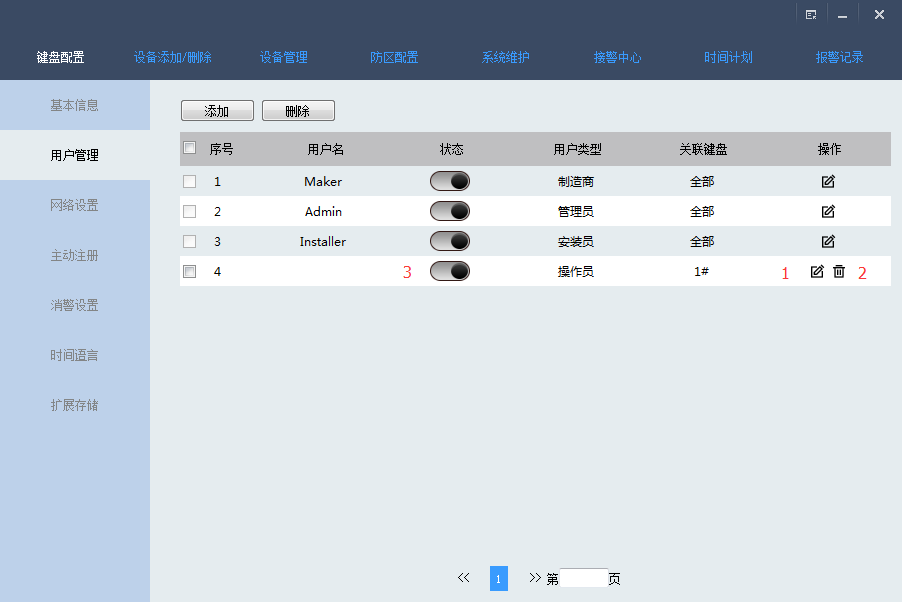 键盘配置 设备添加/删除 设备管理 防区配置 系统维护 接警中心 时间计划 报警记录
基本信息
用户管理
网络设置
主动注册
消警设置
时间语言
扩展存储
添加 删除
序号 用户名 状态 用户类型 关联键盘 操作
1 Maker 制造商 全部
2 Admin 管理员 全部
3 Installer 安装员 全部
4 3 操作员 1# 1 2
<< 1 >> 第 页